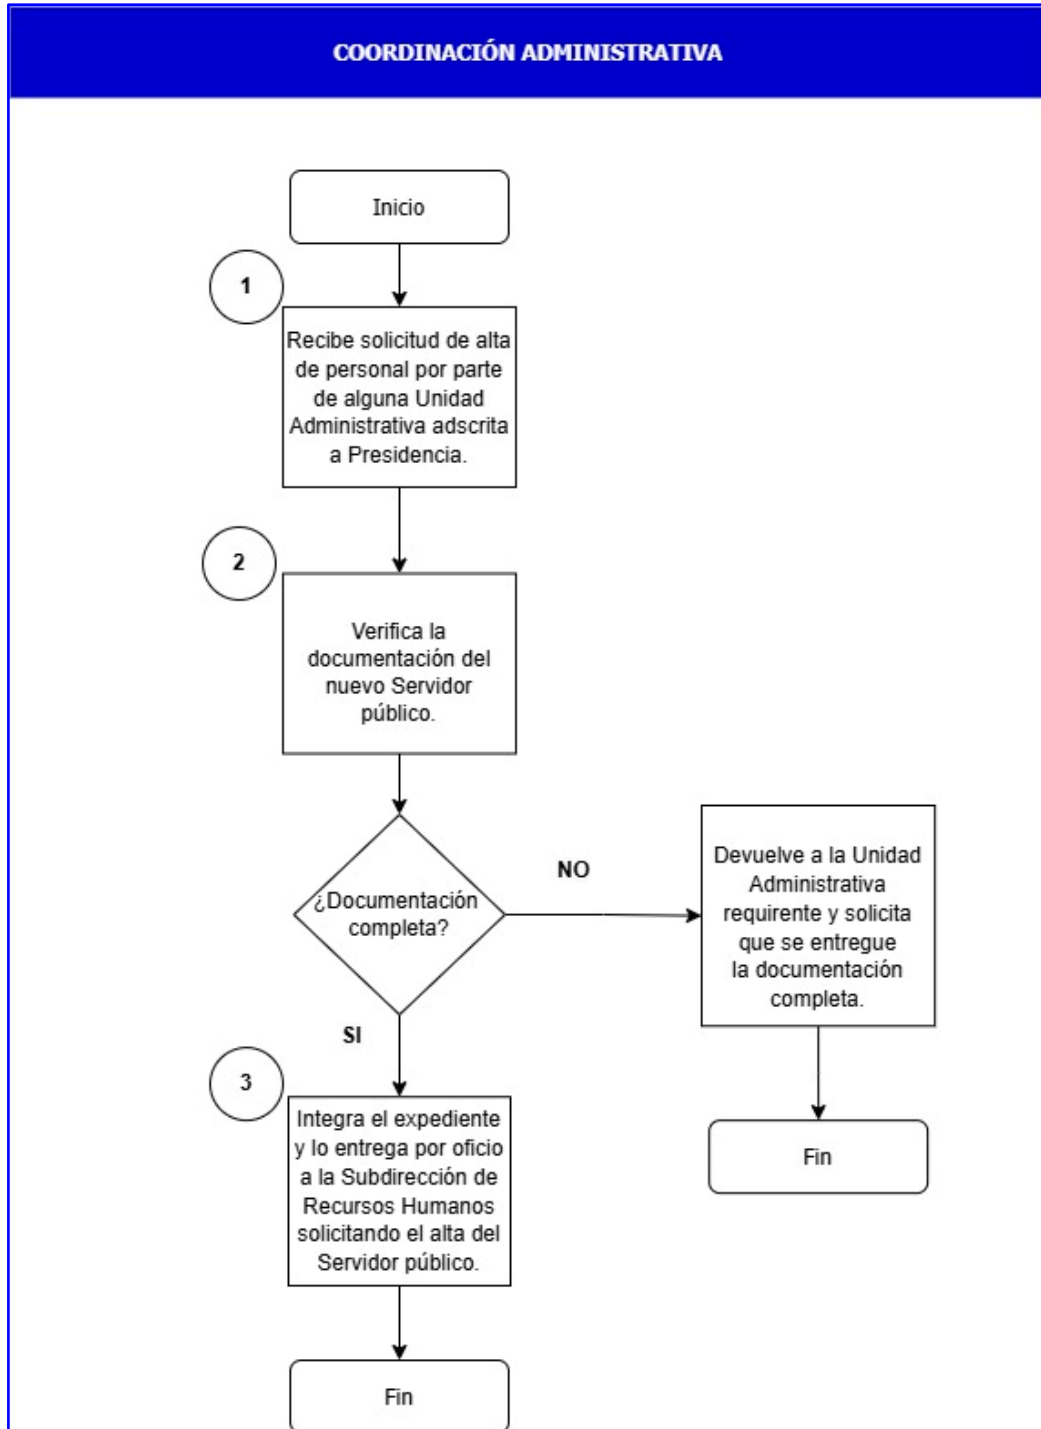 COORDINACIÓN ADMINISTRATIVA
Inicio
1
Recibe solicitud de alta
de personal por parte
de alguna Unidad
Administrativa adscrita
a Presidencia.
2
Verifica la
documentación del
nuevo Servidor
público.
¿Documentación
completa?
NO
Devuelve a la Unidad
Administrativa
requirente y solicita
que se entregue
la documentación
completa.
SI
3
Integra el expediente
y lo entrega por oficio
a la Subdirección de
Recursos Humanos
solicitando el alta del
Servidor público.
Fin
Fin